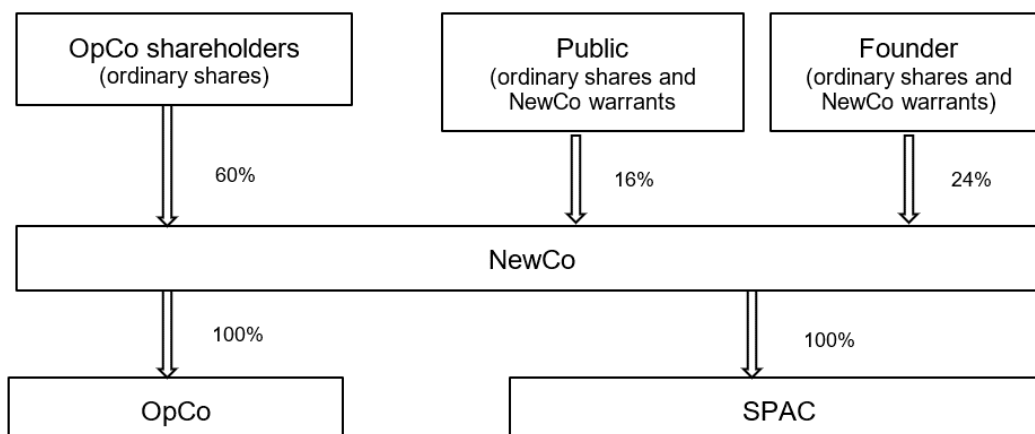 OpCo shareholders
(ordinary shares)
Public
(ordinary shares and
NewCo warrants
Founder
(ordinary shares and
NewCo warrants)
60%
16%
24%
NewCo
100%
100%
OpCo
SPAC